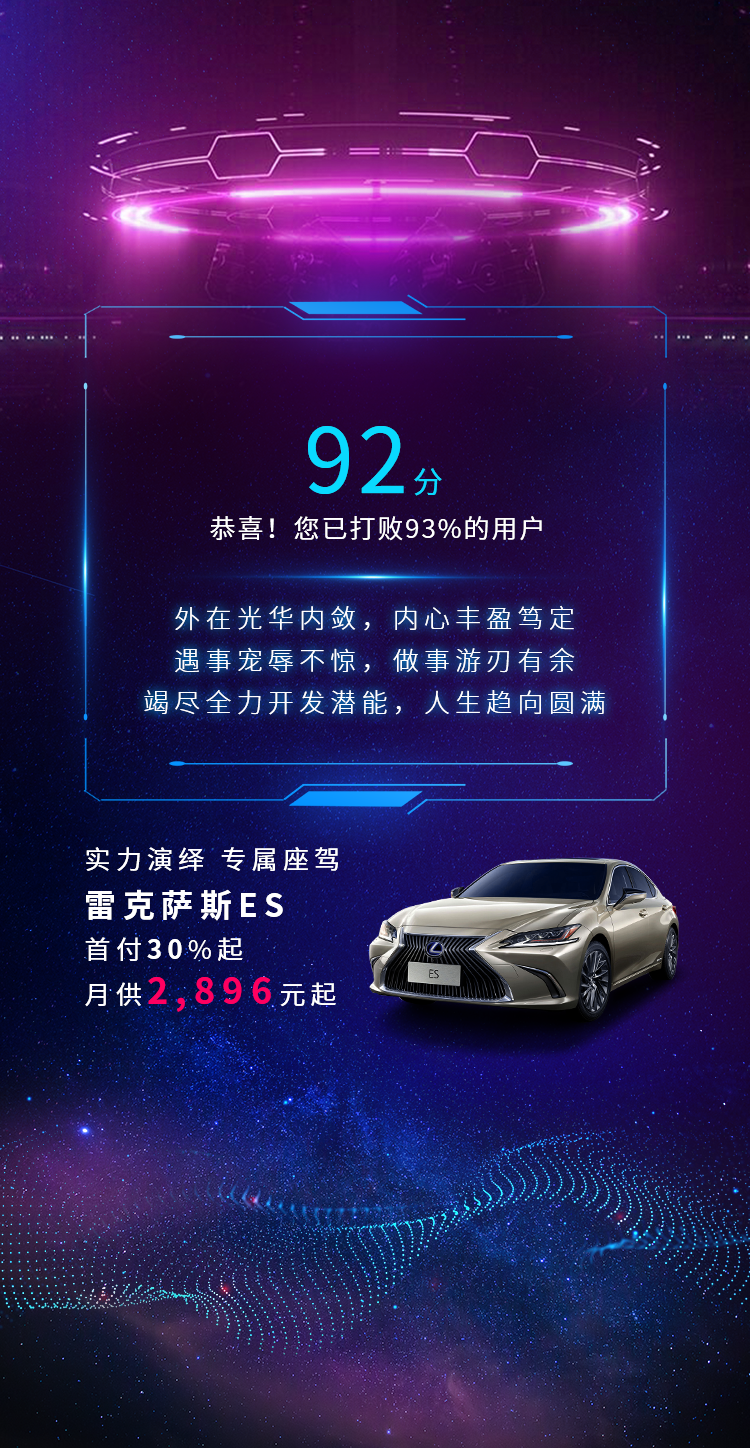 92分
恭喜！您已打败93%的用户
外在光华内敛，内心丰盈笃定
遇事宠辱不惊，做事游刃有余
竭尽全力开发潜能，人生趋向圆满
实力演绎 专属座驾
雷克萨斯ES
首付30%起
月供2,896元起
ES